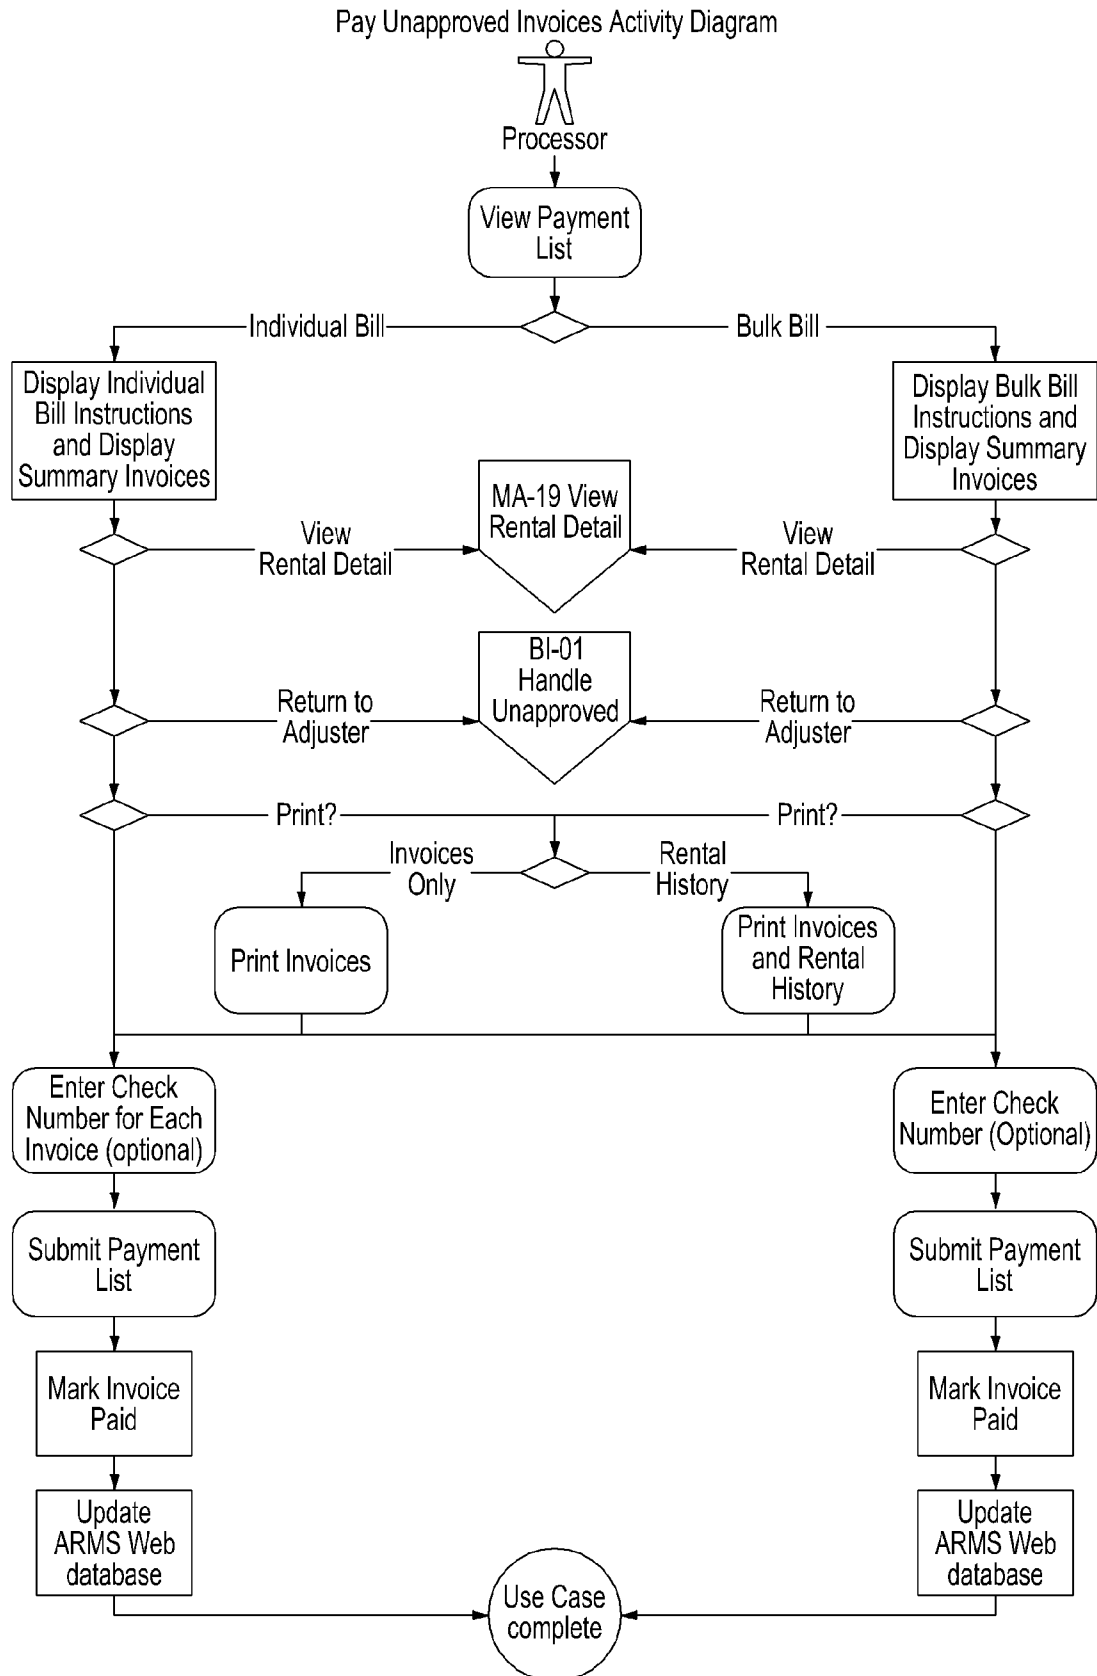 Pay Unapproved Invoices Activity Diagram
Processor
View Payment
List
Individual Bill
Bulk Bill
Display Individual
Bill Instructions
and Display
Summary Invoices
Display Bulk Bill
Instructions and
Display Summary
Invoices
MA-19 View
Rental Detail
View
Rental Detail
View
Rental Detail
BI-01
Handle
Unapproved
Return to
Adjuster
Return to
Adjuster
Print?
Print?
Invoices
Only
Rental
History
Print Invoices
Print Invoices
and Rental
History
Enter Check
Number for Each
Invoice (optional)
Enter Check
Number (Optional)
Submit Payment
List
Submit Payment
List
Mark Invoice
Paid
Mark Invoice
Paid
Update
ARMS Web
database
Update
ARMS Web
database
Use Case
complete